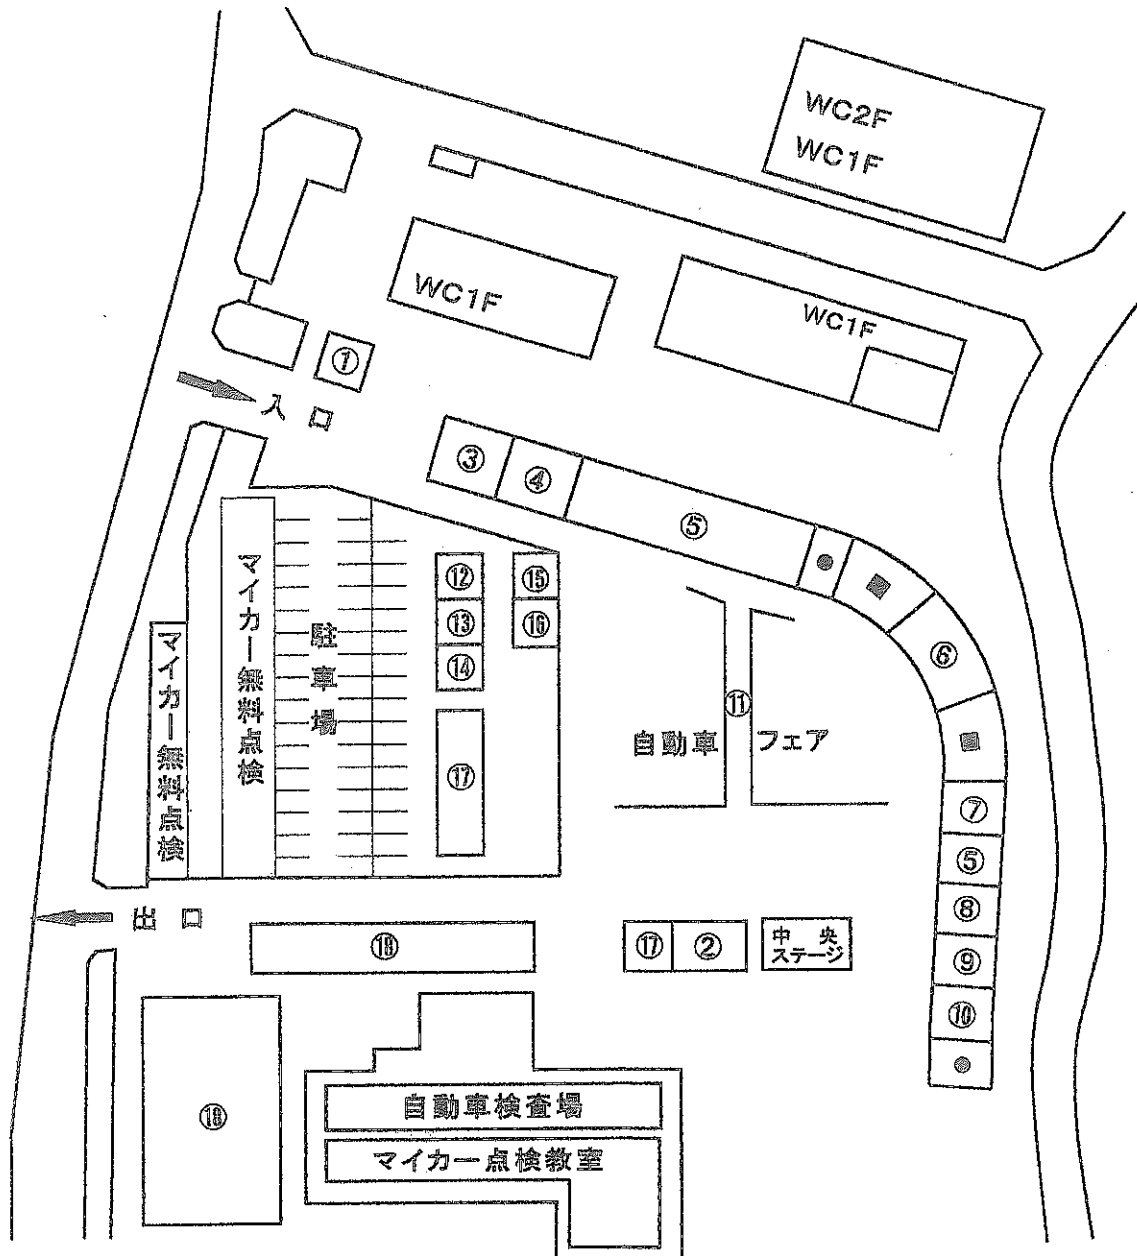 WC2F
WC1F
WC1F
WC1F
①
入口
③
④
⑤
●
■
⑥
■
⑦
⑤
⑧
⑨
⑩
●
マイカー無料点検
マイカー無料点検
駐車場
⑫
⑬
⑭
⑮
⑯
⑰
⑪
自動車フェア
出口
⑲
⑰
②
中央
ステージ
⑱
自動車検査場
マイカー点検教室